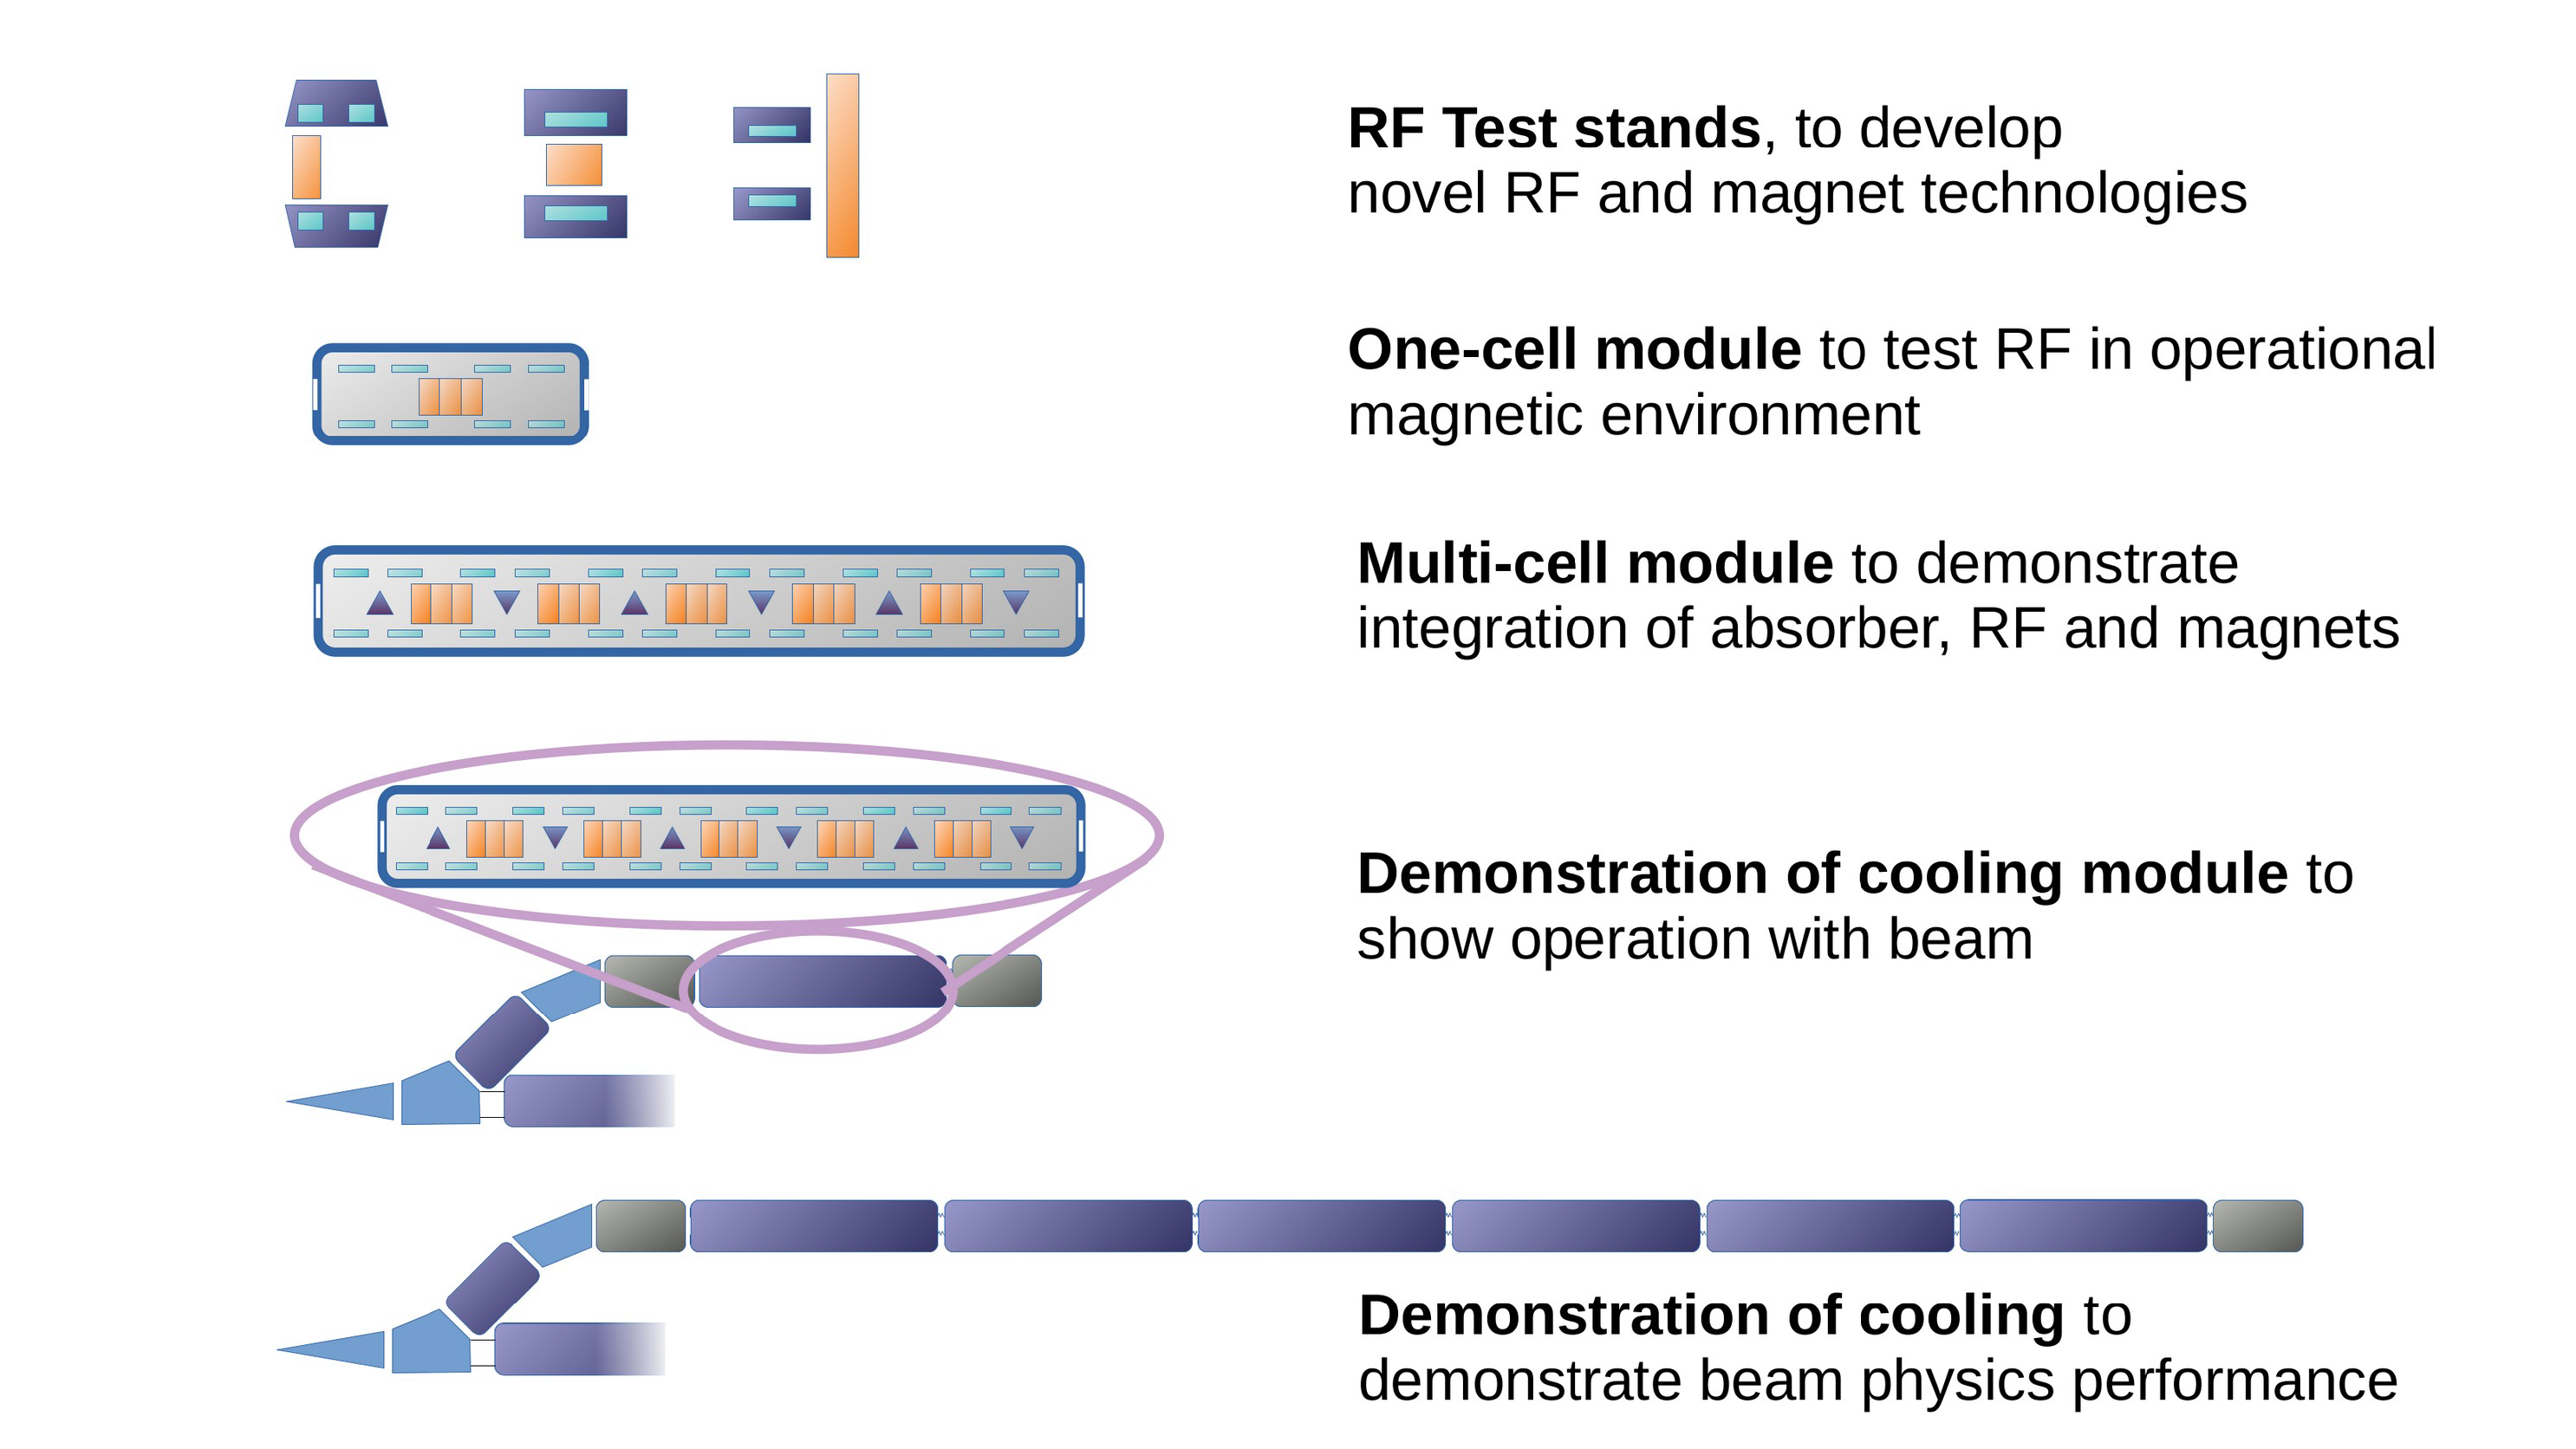 RF Test stands, to develop
novel RF and magnet technologies
One-cell module to test RF in operational
magnetic environment
Multi-cell module to demonstrate
integration of absorber, RF and magnets
Demonstration of cooling module to
show operation with beam
Demonstration of cooling to
demonstrate beam physics performance